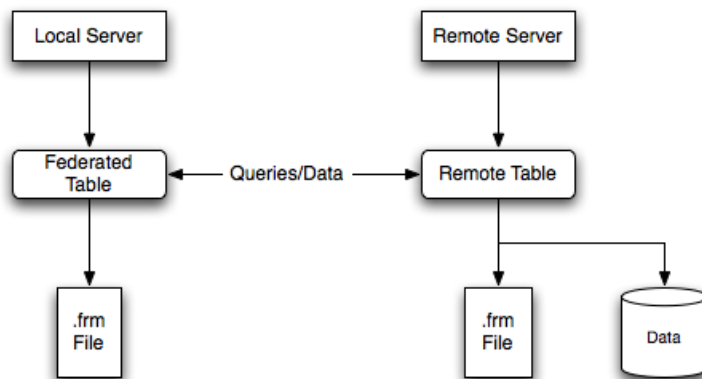 Local Server
Remote Server
Federated
Table
Queries/Data
Remote Table
.frm
File
.frm
File
Data